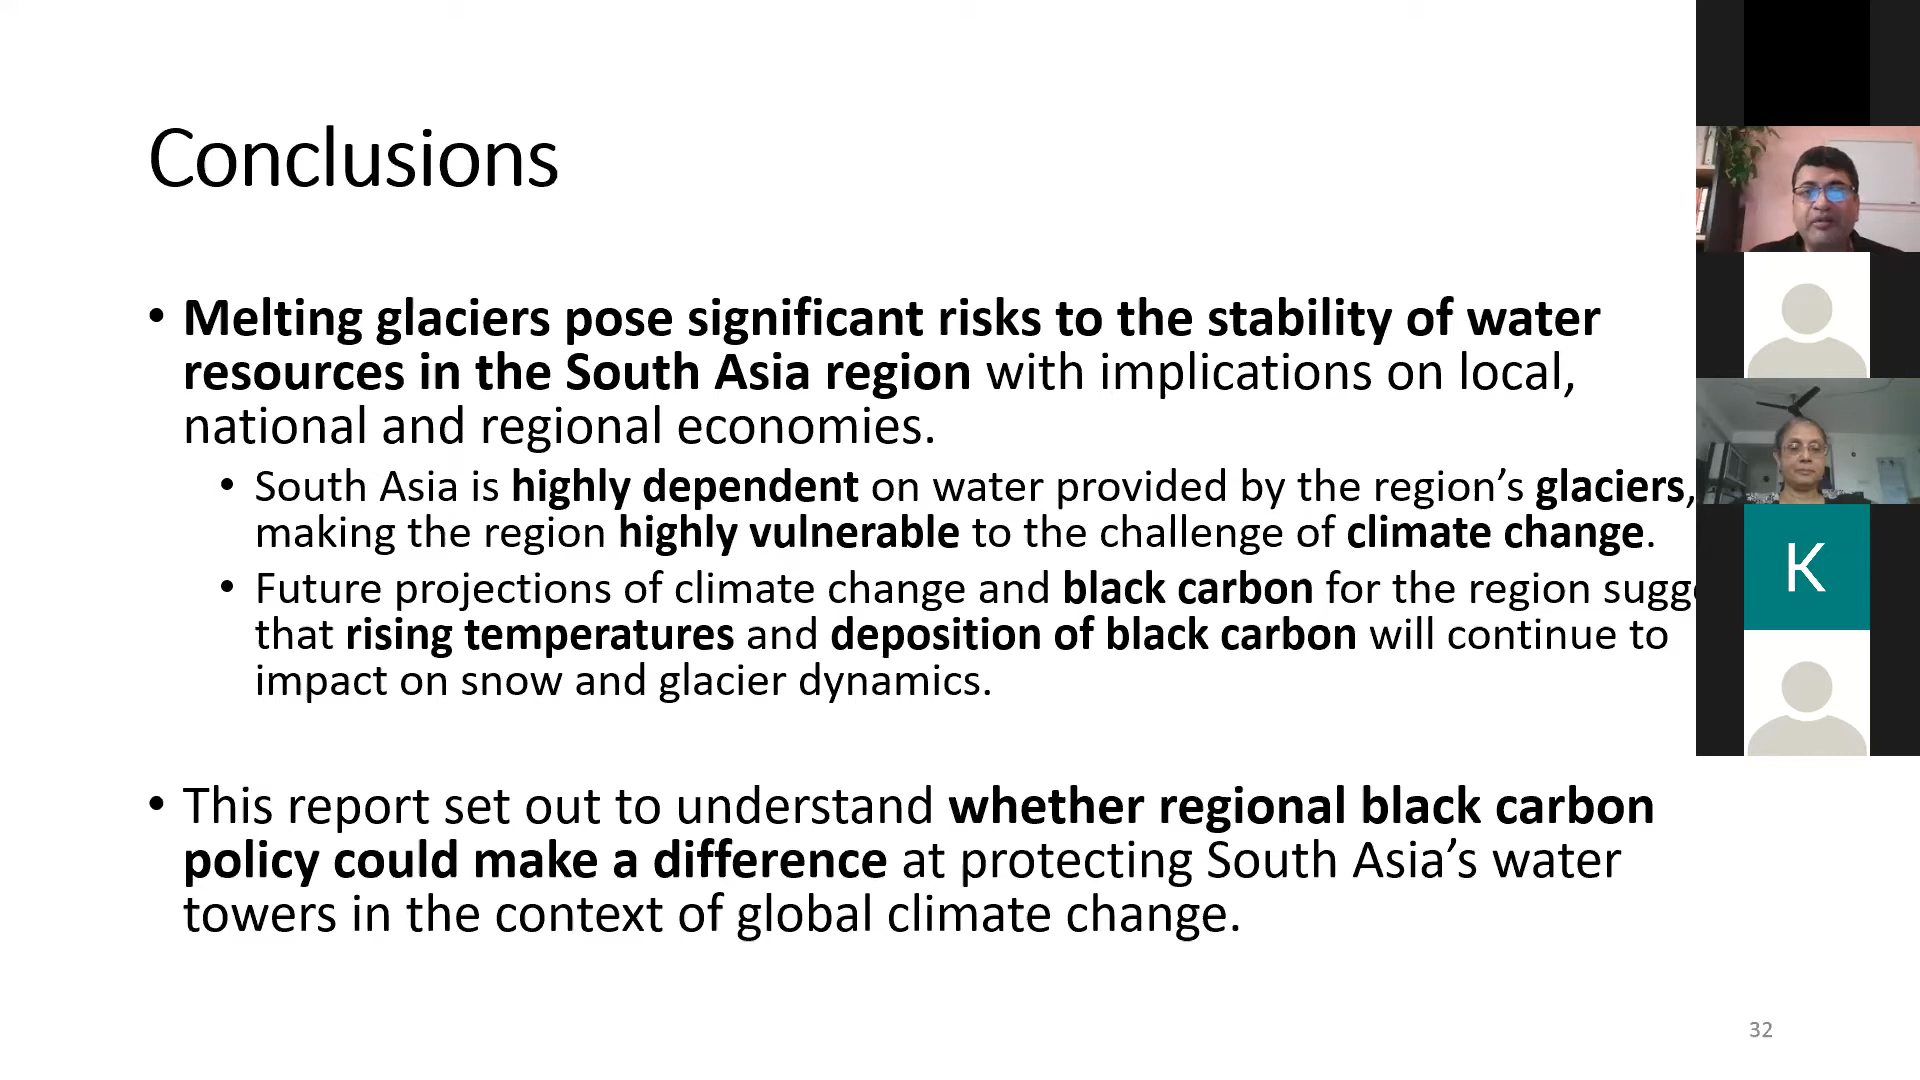 Conclusions
• Melting glaciers pose significant risks to the stability of water
resources in the South Asia region with implications on local,
national and regional economies.
• South Asia is highly dependent on water provided by the region’s glaciers,
making the region highly vulnerable to the challenge of climate change.
• Future projections of climate change and black carbon for the region
that rising temperatures and deposition of black carbon will continue to
impact on snow and glacier dynamics.
• This report set out to understand whether regional black carbon
policy could make a difference at protecting South Asia’s water
towers in the context of global climate change.
K
32